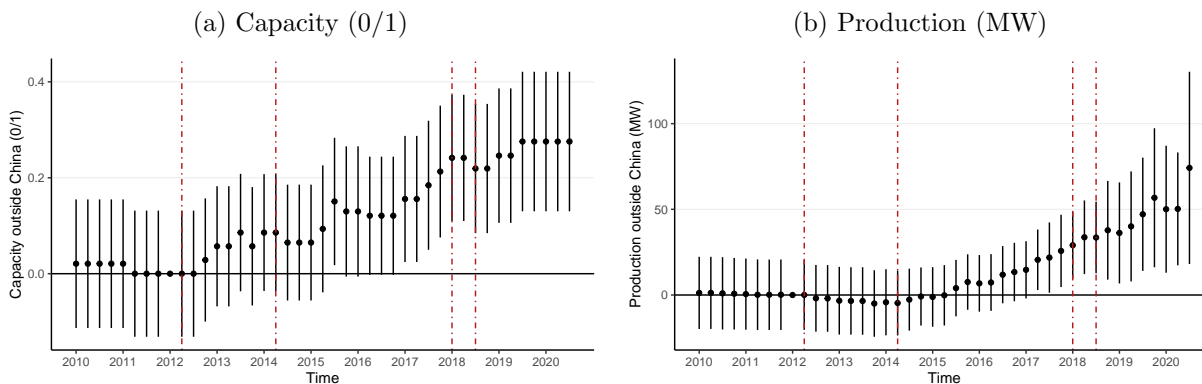 (a) Capacity (0/1)
Capacity outside China (0/1)
0.4
0.2
0.0
2010 2011 2012 2013 2014 2015 2016 2017 2018 2019 2020
Time
(b) Production (MW)
Production outside China (MW)
100
50
0
2010 2011 2012 2013 2014 2015 2016 2017 2018 2019 2020
Time